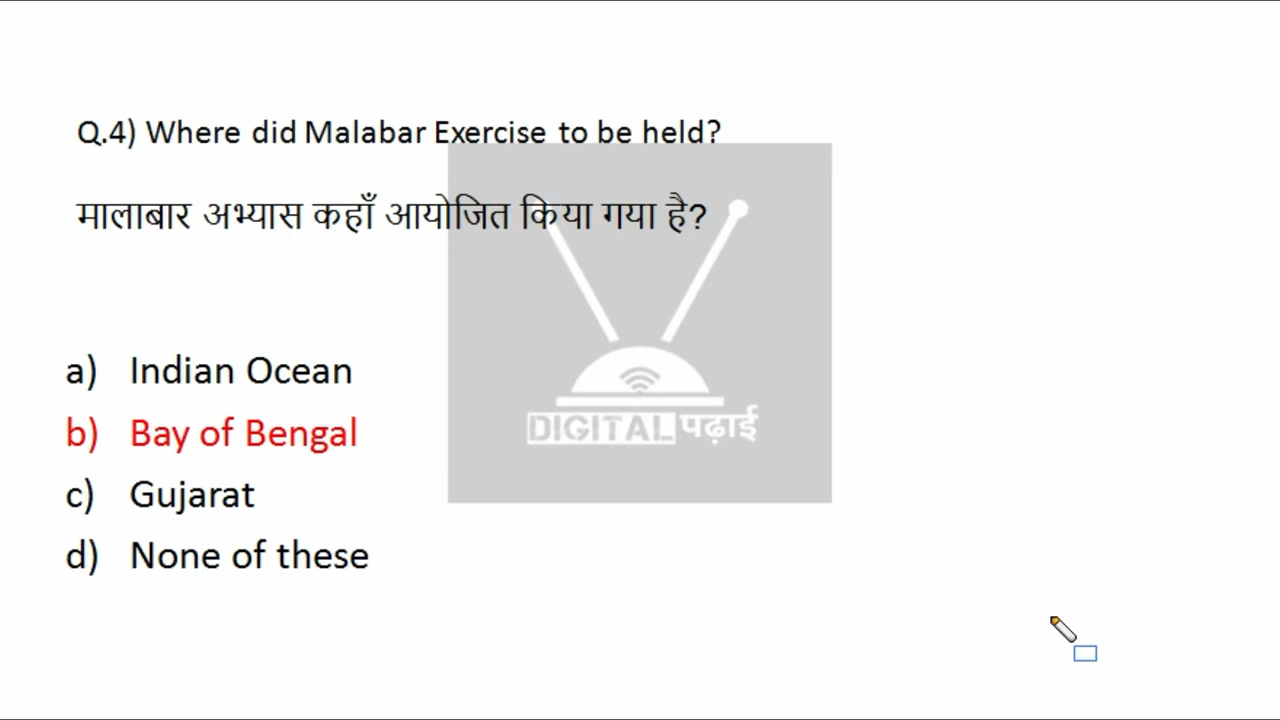 Q.4) Where did Malabar Exercise to be held?
मालाबार अभ्यास कहाँ आयोजित किया गया है?
a) Indian Ocean
b) Bay of Bengal
DIGITAL पढ़ाई
c) Gujarat
d) None of these